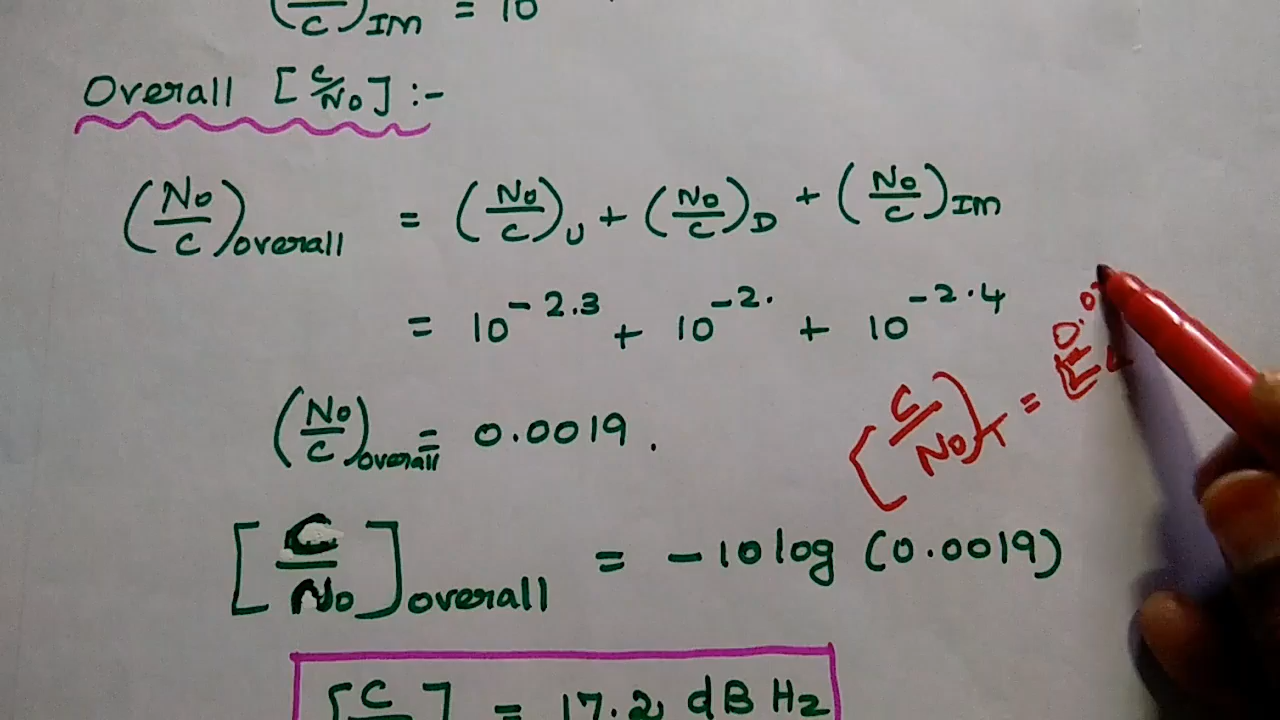 (/C)IM = 10
Overall [C/No] :-
(No/C)overall = (No/C)U + (No/C)D + (No/C)IM
= 10^-2.3 + 10^-2. + 10^-2.4
(No/C)overall = 0.0019.
(C/No)T =
[C/No]overall = -10log (0.0019)
[C ] = 17.2 dB Hz